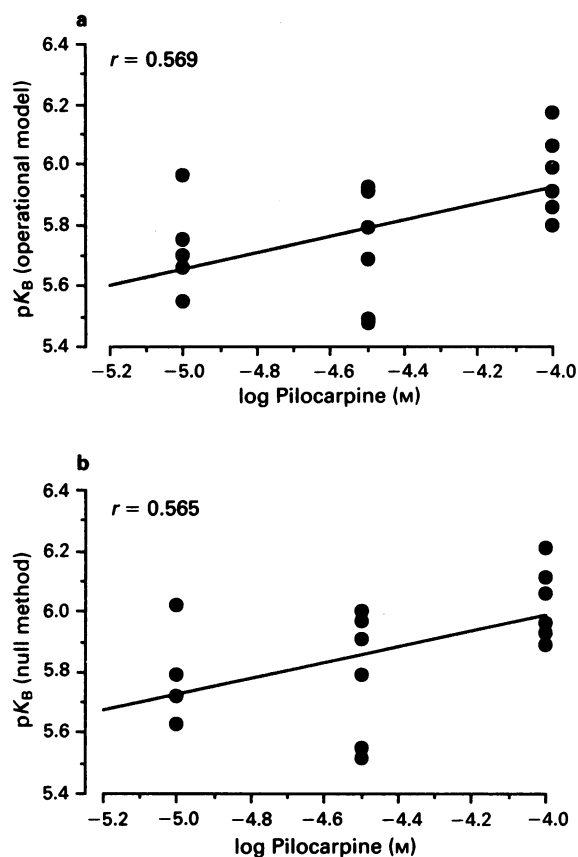 a
r = 0.569
6.4
6.2
6.0
5.8
5.6
5.4
pKB (operational model)
−5.2 −5.0 −4.8 −4.6 −4.4 −4.2 −4.0
log Pilocarpine (M)
b
r = 0.565
6.4
6.2
6.0
5.8
5.6
5.4
pKB (null method)
−5.2 −5.0 −4.8 −4.6 −4.4 −4.2 −4.0
log Pilocarpine (M)